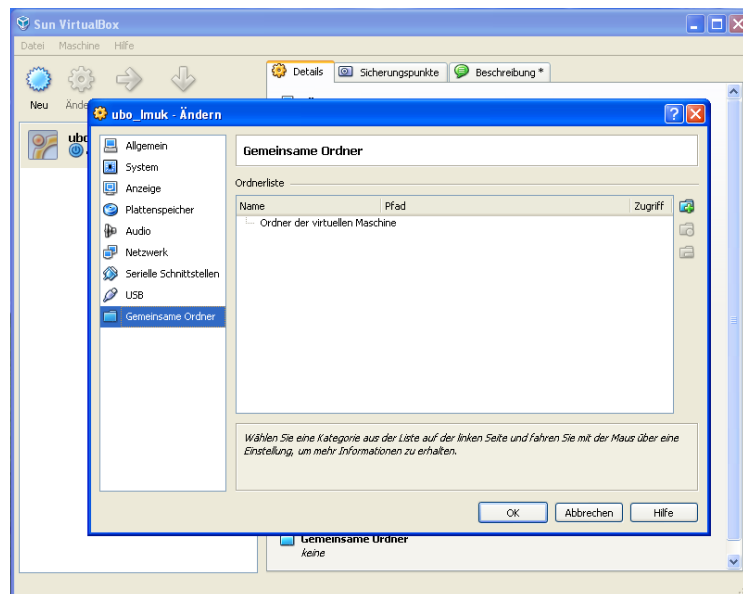 Sun VirtualBox
Datei Maschine Hilfe
Neu
Details Sicherungspunkte Beschreibung *
ubo_lmuk - Ändern
Allgemein
System
Anzeige
Plattenspeicher
Audio
Netzwerk
Serielle Schnittstellen
USB
Gemeinsame Ordner
Gemeinsame Ordner
Ordnerliste
Name Pfad Zugriff
Ordner der virtuellen Maschine
Wählen Sie eine Kategorie aus der Liste auf der linken Seite und fahren Sie mit der Maus über eine
Einstellung, um mehr Informationen zu erhalten.
OK Abbrechen Hilfe
Gemeinsame Ordner
keine